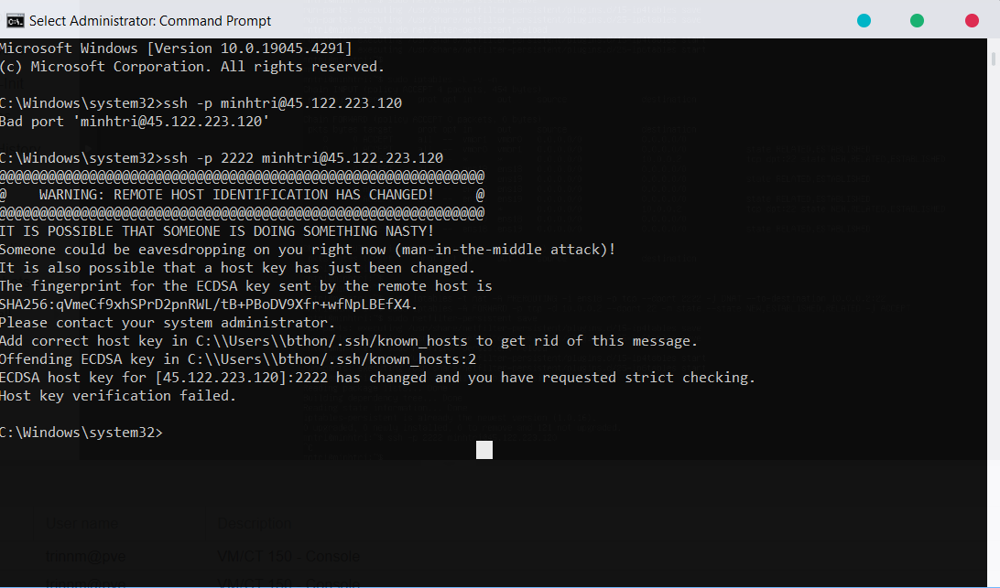 Select Administrator: Command Prompt
Microsoft Windows [Version 10.0.19045.4291]
(c) Microsoft Corporation. All rights reserved.
C:\Windows\system32>ssh -p minhtri@45.122.223.120
Bad port 'minhtri@45.122.223.120'
C:\Windows\system32>ssh -p 2222 minhtri@45.122.223.120
@@@@@@@@@@@@@@@@@@@@@@@@@@@@@@@@@@@@@@@@@@@@@@@@@@@@@@@@@@@
@    WARNING: REMOTE HOST IDENTIFICATION HAS CHANGED!     @
@@@@@@@@@@@@@@@@@@@@@@@@@@@@@@@@@@@@@@@@@@@@@@@@@@@@@@@@@@@
IT IS POSSIBLE THAT SOMEONE IS DOING SOMETHING NASTY!
Someone could be eavesdropping on you right now (man-in-the-middle attack)!
It is also possible that a host key has just been changed.
The fingerprint for the ECDSA key sent by the remote host is
SHA256:qVmeCf9xhSPrD2pnRWL/tB+PBoDV9Xfr+wfNpLBEfX4.
Please contact your system administrator.
Add correct host key in C:\\Users\\bthon/.ssh/known_hosts to get rid of this message.
Offending ECDSA key in C:\\Users\\bthon/.ssh/known_hosts:2
ECDSA host key for [45.122.223.120]:2222 has changed and you have requested strict checking.
Host key verification failed.
C:\Windows\system32>
User name Description
VM/CT 150 - Console